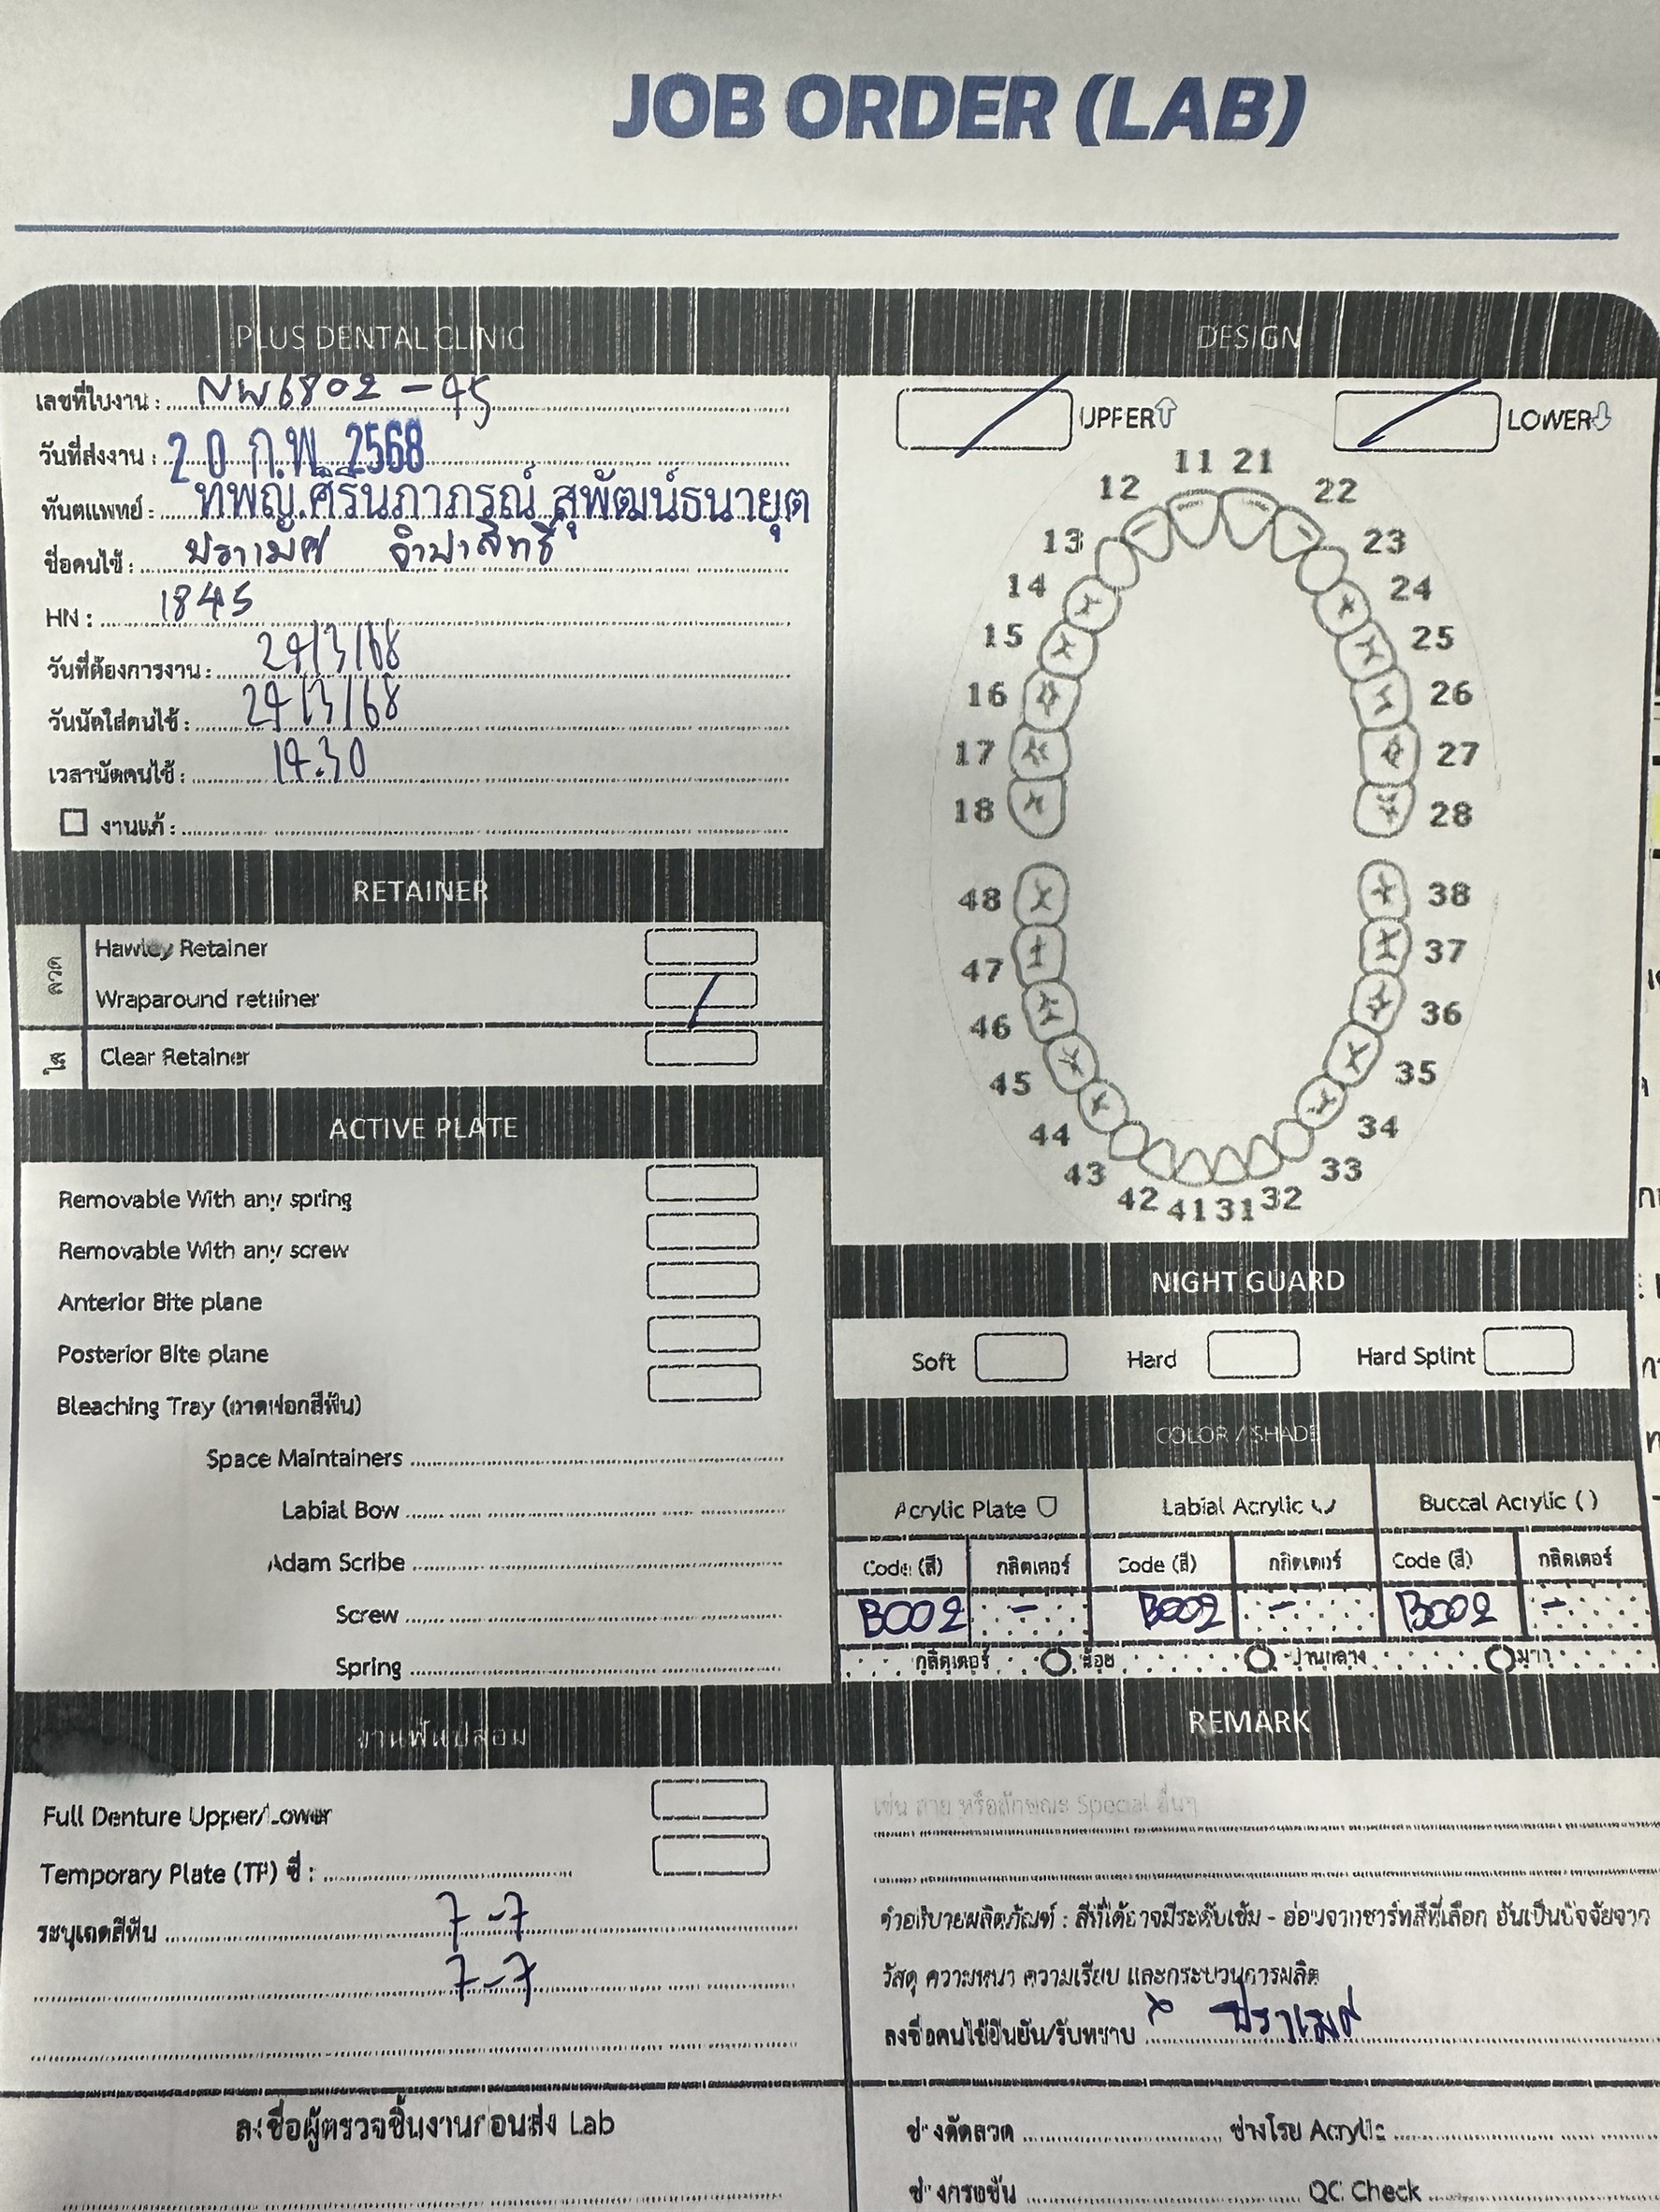 JOB ORDER (LAB)
PLUS DENTAL CLINIC
เลขที่ใบงาน : NW6802-45
วันที่ส่งงาน : 20 ก.พ. 2568
ทันตแพทย์ : ทพญ.ศิรินภาภรณ์ สุพัฒน์ธนายุต
ชื่อคนไข้ : ปราเมศ จำปาสิทธิ์
HN : 1845
วันที่ต้องการงาน : 24/3/68
วันนัดใส่คนไข้ : 24/3/68
เวลานัดคนไข้ : 14.30
งานแก้ :
RETAINER
ลวด
Hawley Retainer
Wraparound retainer
ใส
Clear Retainer
ACTIVE PLATE
Removable With any spring
Removable With any screw
Anterior Bite plane
Posterior Bite plane
Bleaching Tray (ถาดฟอกสีฟัน)
Space Maintainers
Labial Bow
Adam Scribe
Screw
Spring
งานฟันปลอม
Full Denture Upper/Lower
Temporary Plate (TP) ซี่ :
ระบุเฉดสีฟัน 7-7
7-7
ลงชื่อผู้ตรวจชิ้นงานก่อนส่ง Lab
DESIGN
UPPER LOWER
11 21
12 22
13 23
14 24
15 25
16 26
17 27
18 28
48 38
47 37
46 36
45 35
44 34
43 33
42 41 31 32
NIGHT GUARD
Soft Hard Hard Splint
COLOR / SHADE
Acrylic Plate Labial Acrylic Buccal Acrylic ( )
Code (สี) กลิตเตอร์ Code (สี) กลิตเตอร์ Code (สี) กลิตเตอร์
B002 - B002 - B002 -
กลิตเตอร์ น้อย ปานกลาง มาก
REMARK
เช่น ลาย หรือลักษณะ Special อื่นๆ
คำอธิบายผลิตภัณฑ์ : สีที่ได้อาจมีระดับเข้ม - อ่อนจากชาร์ทสีที่เลือก อันเป็นปัจจัยจาก
วัสดุ ความหนา ความเรียบ และกระบวนการผลิต
ลงชื่อคนไข้ยืนยัน/รับทราบ x ปราเมศ
ช่างดัดลวด ช่างโรย Acrylic
ช่างกรอขัด QC Check